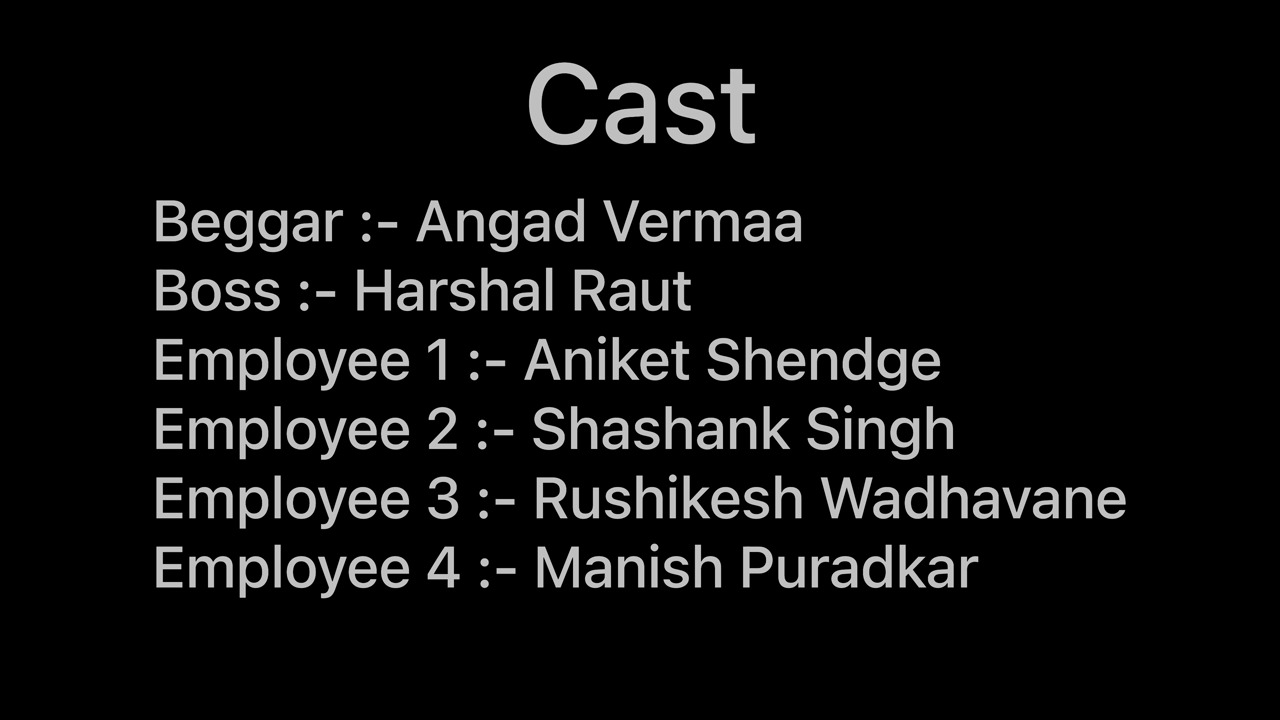 Cast
Beggar :- Angad Vermaa
Boss :- Harshal Raut
Employee 1 :- Aniket Shendge
Employee 2 :- Shashank Singh
Employee 3 :- Rushikesh Wadhavane
Employee 4 :- Manish Puradkar